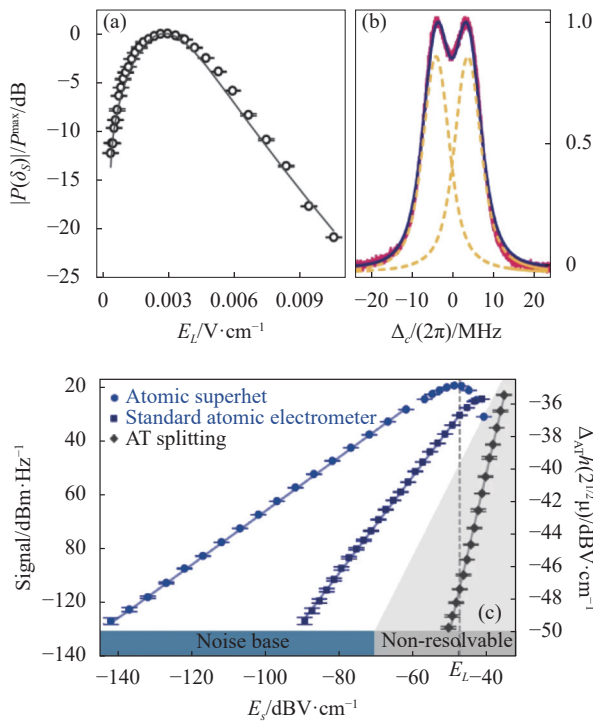 (a)
0
−5
−10
−15
−20
−25
|P(δS)|/Pmax/dB
0
0.003
0.006
0.009
EL/V·cm−1
(b)
1.0
0.5
0
−20
−10
0
10
20
Δc/(2π)/MHz
Atomic superhet
Standard atomic electrometer
AT splitting
20
20
60
80
120
−130
−140
Signal/dBm·Hz−1
−36
−38
−40
−42
−44
−46
−48
−50
ΔATh(21/2μ)/dBV·cm−1
(c)
Noise base
Non-resolvable
−140
−120
−100
−80
−60
EL
−40
Es/dBV·cm−1